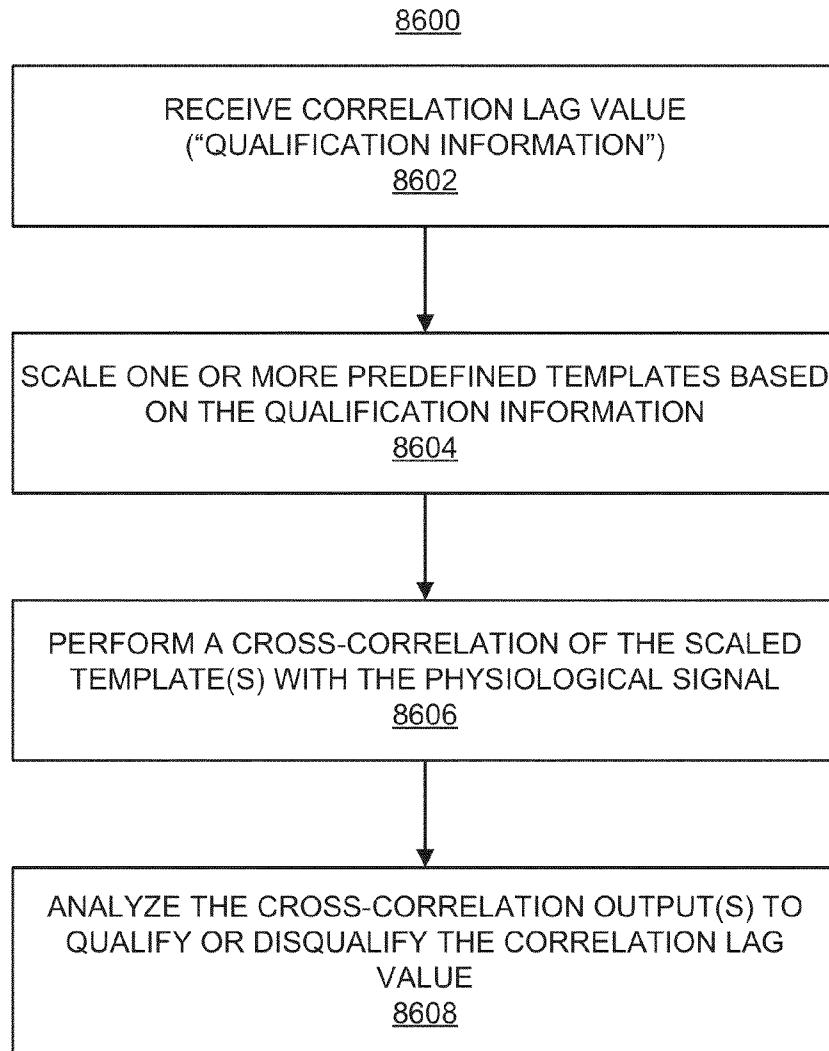 8600
RECEIVE CORRELATION LAG VALUE
(“QUALIFICATION INFORMATION”)
8602
SCALE ONE OR MORE PREDEFINED TEMPLATES BASED
ON THE QUALIFICATION INFORMATION
8604
PERFORM A CROSS-CORRELATION OF THE SCALED
TEMPLATE(S) WITH THE PHYSIOLOGICAL SIGNAL
8606
ANALYZE THE CROSS-CORRELATION OUTPUT(S) TO
QUALIFY OR DISQUALIFY THE CORRELATION LAG
VALUE
8608